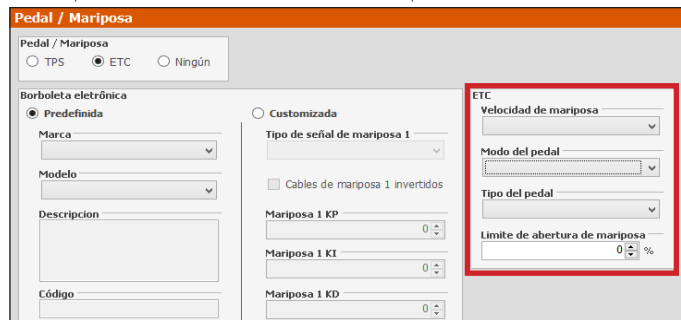 Pedal / Mariposa
Pedal / Mariposa
TPS ETC Ningún
Borboleta eletrônica
Predefinida
Marca
Modelo
Descripcion
Código
Customizada
Tipo de señal de mariposa 1
Cables de mariposa 1 invertidos
Mariposa 1 KP
0
Mariposa 1 KI
0
Mariposa 1 KD
0
ETC
Velocidad de mariposa
Modo del pedal
Tipo del pedal
Limite de abertura de mariposa
0 %